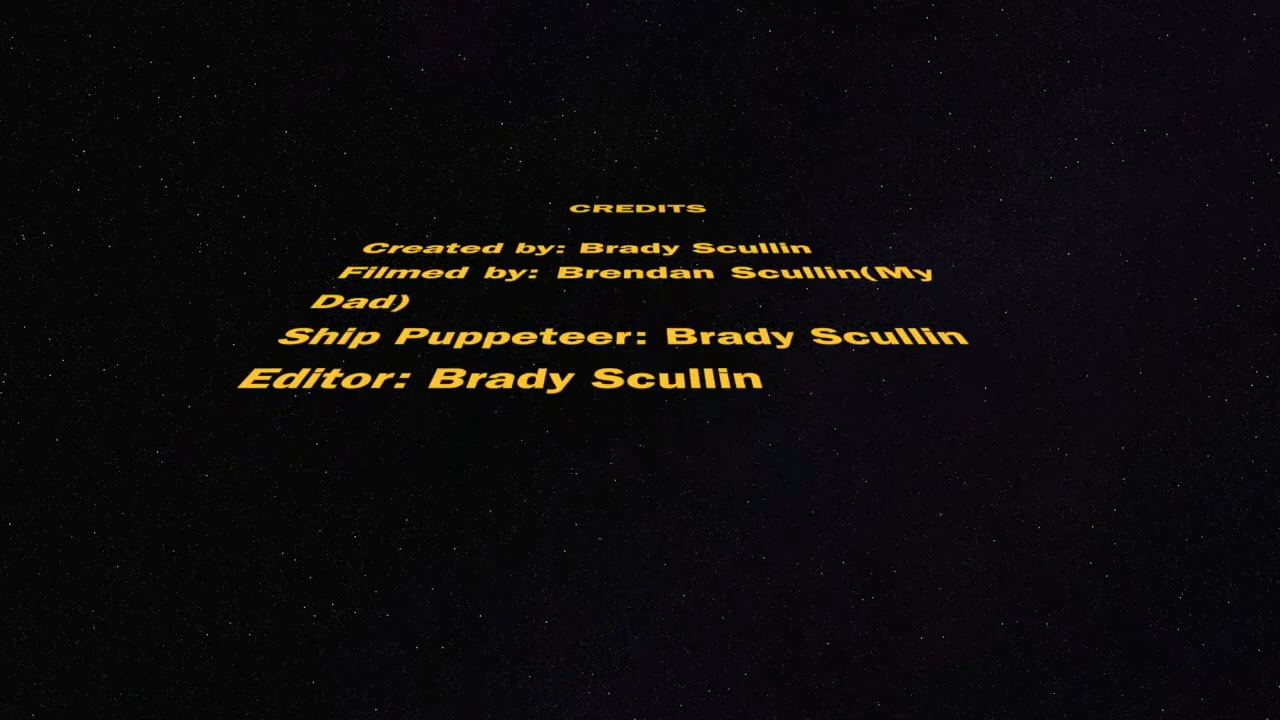 CREDITS
Created by: Brady Scullin
Filmed by: Brendan Scullin(My
Dad)
Ship Puppeteer: Brady Scullin
Editor: Brady Scullin